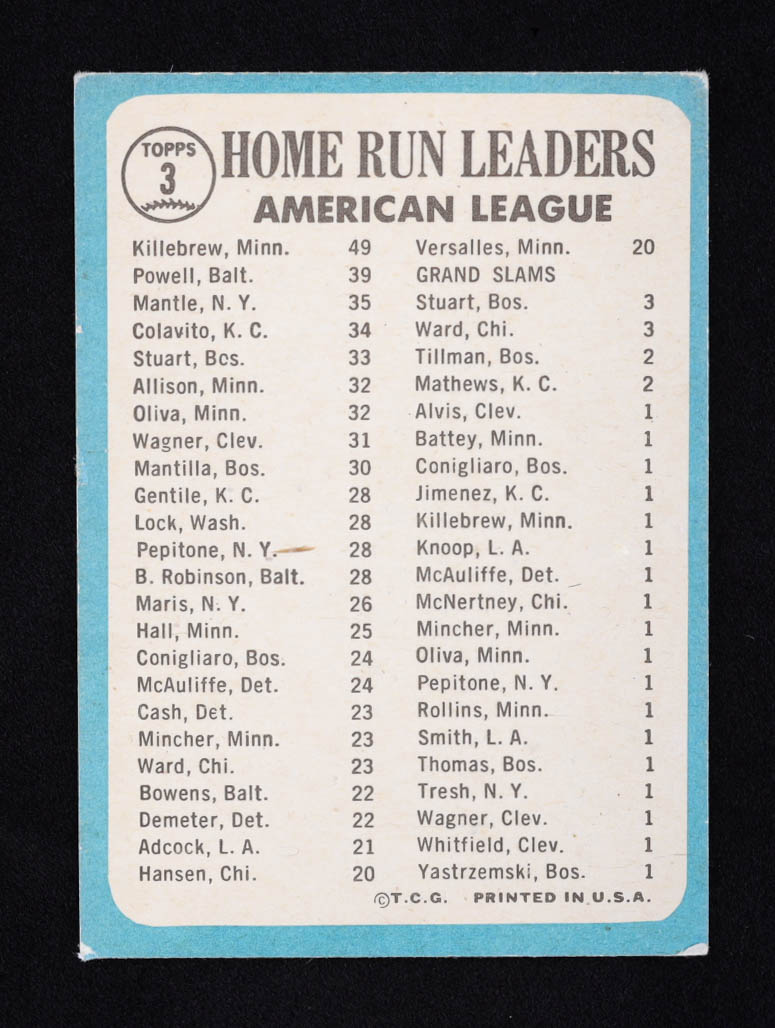 TOPPS
3
HOME RUN LEADERS
AMERICAN LEAGUE
Killebrew, Minn. 49
Powell, Balt. 39
Mantle, N. Y. 35
Colavito, K. C. 34
Stuart, Bos. 33
Allison, Minn. 32
Oliva, Minn. 32
Wagner, Clev. 31
Mantilla, Bos. 30
Gentile, K. C. 28
Lock, Wash. 28
Pepitone, N. Y. 28
B. Robinson, Balt. 28
Maris, N. Y. 26
Hall, Minn. 25
Conigliaro, Bos. 24
McAuliffe, Det. 24
Cash, Det. 23
Mincher, Minn. 23
Ward, Chi. 23
Bowens, Balt. 22
Demeter, Det. 22
Adcock, L. A. 21
Hansen, Chi. 20
Versalles, Minn. 20
GRAND SLAMS
Stuart, Bos. 3
Ward, Chi. 3
Tillman, Bos. 2
Mathews, K. C. 2
Alvis, Clev. 1
Battey, Minn. 1
Conigliaro, Bos. 1
Jimenez, K. C. 1
Killebrew, Minn. 1
Knoop, L. A. 1
McAuliffe, Det. 1
McNertney, Chi. 1
Mincher, Minn. 1
Oliva, Minn. 1
Pepitone, N. Y. 1
Rollins, Minn. 1
Smith, L. A. 1
Thomas, Bos. 1
Tresh, N. Y. 1
Wagner, Clev. 1
Whitfield, Clev. 1
Yastrzemski, Bos. 1
©T.C.G. PRINTED IN U.S.A.